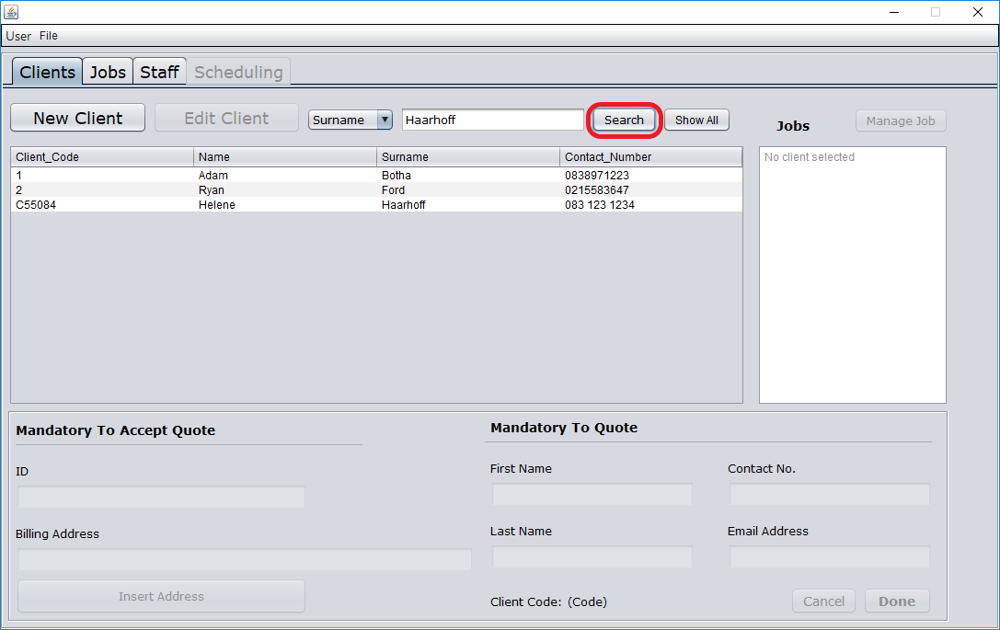 User File
Clients Jobs Staff Scheduling
New Client Edit Client Surname Haarhoff Search Show All Jobs Manage Job
Client_Code Name Surname Contact_Number No client selected
1 Adam Botha 0838971223
2 Ryan Ford 0215583647
C55084 Helene Haarhoff 083 123 1234
Mandatory To Accept Quote Mandatory To Quote
ID First Name Contact No.
Billing Address Last Name Email Address
Insert Address Client Code: (Code) Cancel Done